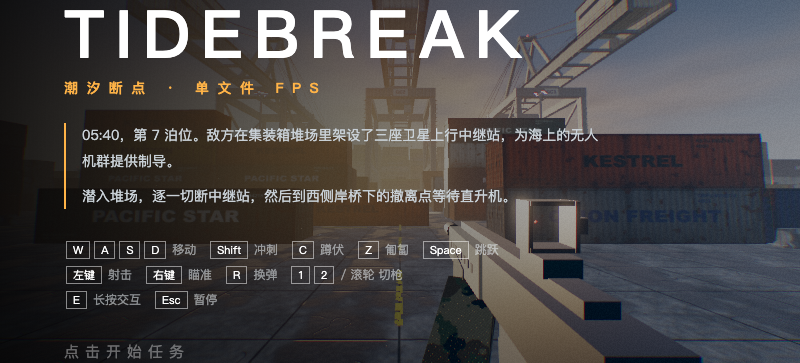 TIDEBREAK
潮汐断点 · 单文件 FPS
05:40，第 7 泊位。敌方在集装箱堆场里架设了三座卫星上行中继站，为海上的无人
机群提供制导。
潜入堆场，逐一切断中继站，然后到西侧岸桥下的撤离点等待直升机。
W A S D 移动 Shift 冲刺 C 蹲伏 Z 匍匐 Space 跳跃
左键 射击 右键 瞄准 R 换弹 1 2 / 滚轮 切枪
E 长按交互 Esc 暂停
点击开始任务
KESTREL
PACIFIC STAR
PACIFIC STAR
ON FREIGHT